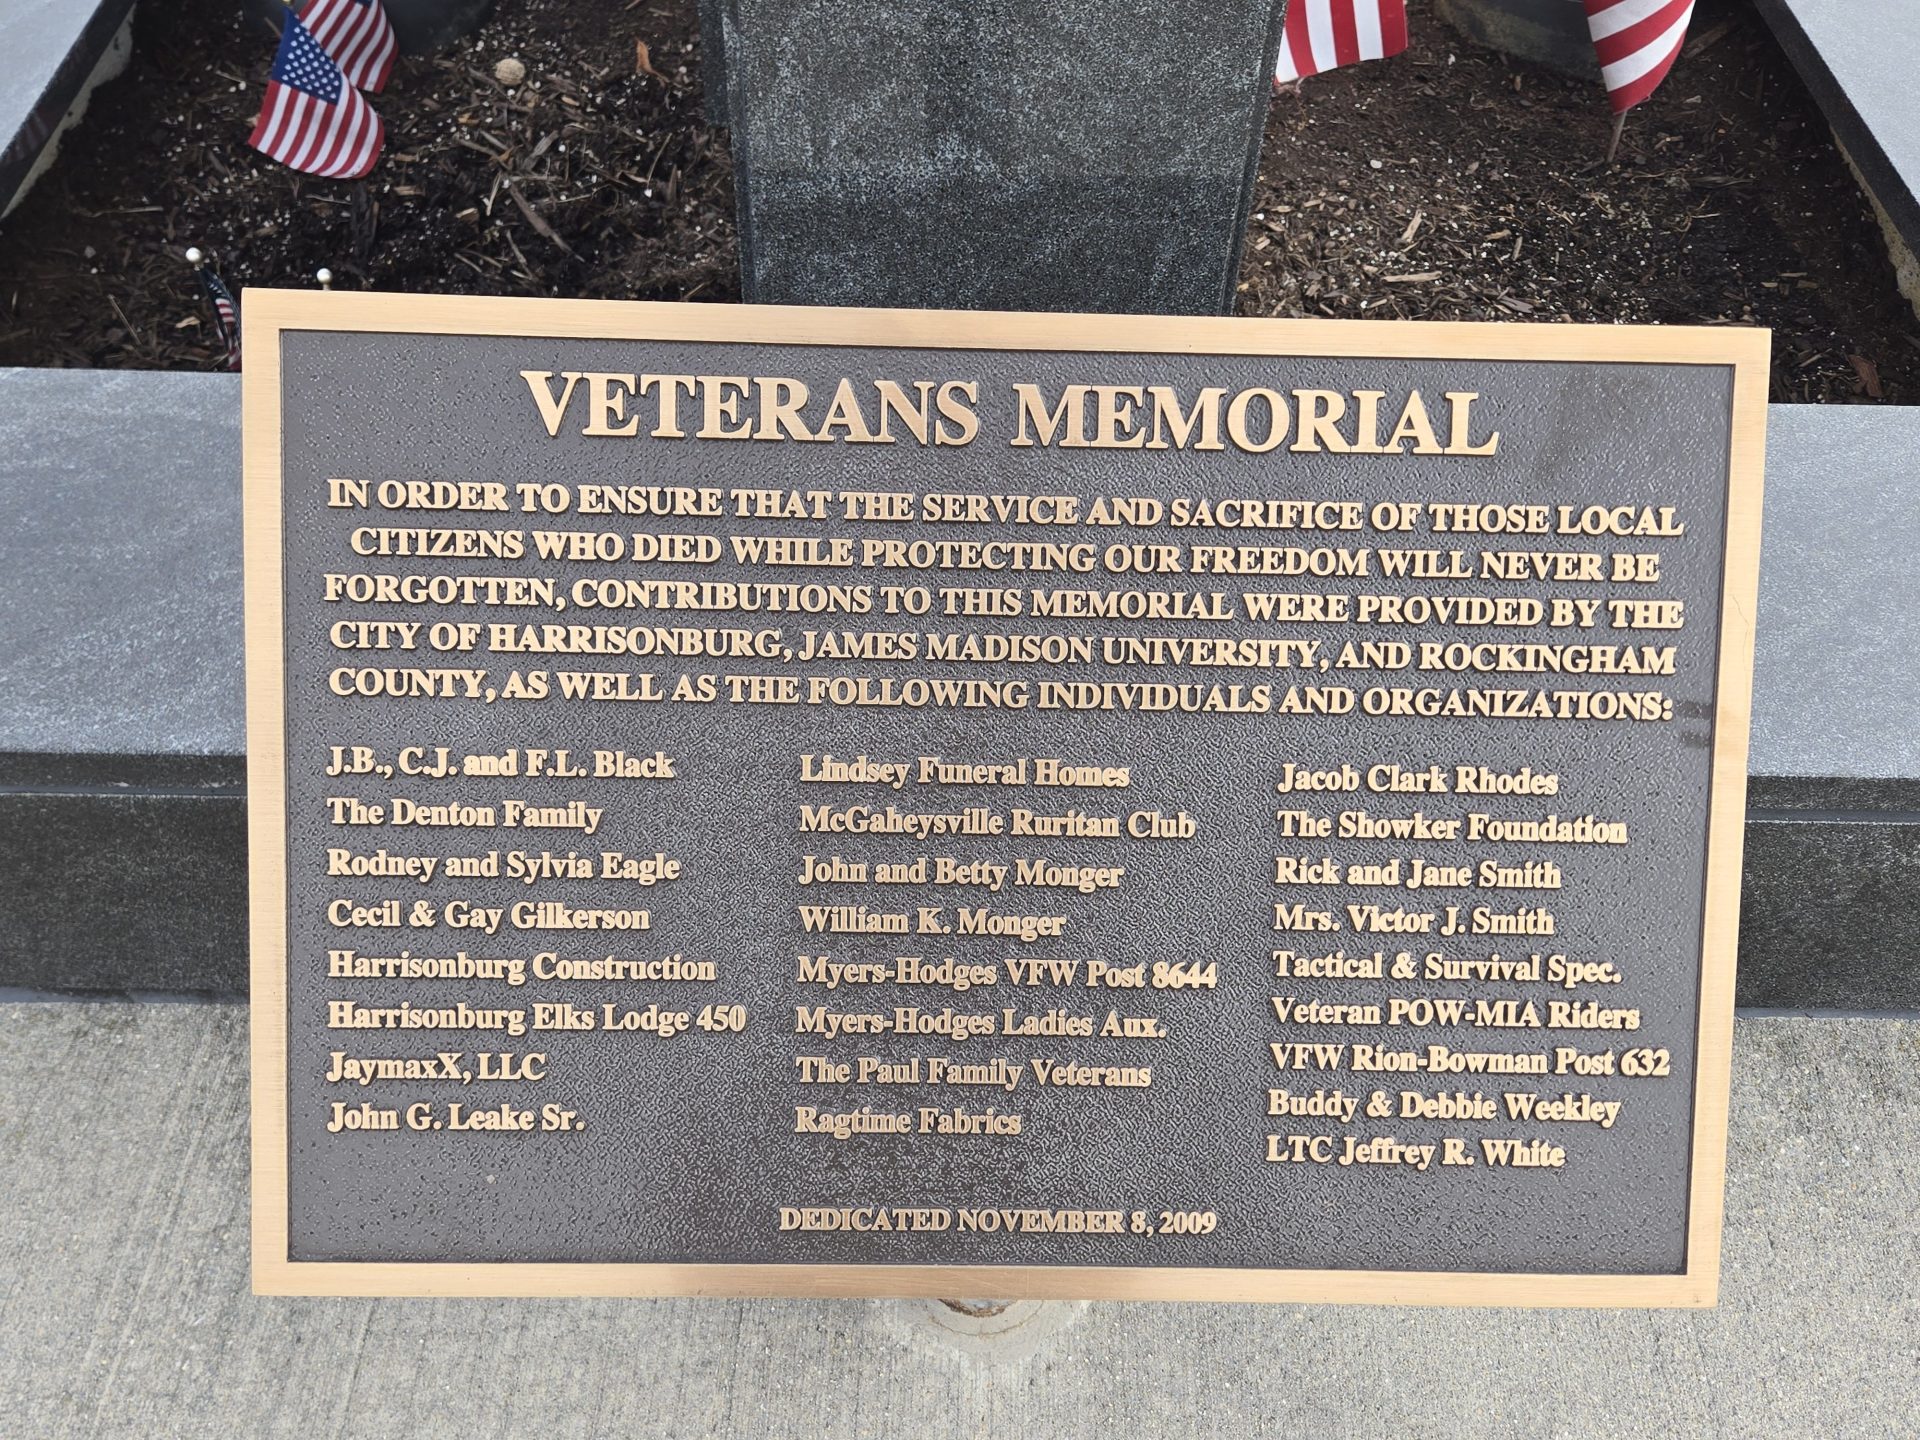 VETERANS MEMORIAL
IN ORDER TO ENSURE THAT THE SERVICE AND SACRIFICE OF THOSE LOCAL
CITIZENS WHO DIED WHILE PROTECTING OUR FREEDOM WILL NEVER BE
FORGOTTEN, CONTRIBUTIONS TO THIS MEMORIAL WERE PROVIDED BY THE
CITY OF HARRISONBURG, JAMES MADISON UNIVERSITY, AND ROCKINGHAM
COUNTY, AS WELL AS THE FOLLOWING INDIVIDUALS AND ORGANIZATIONS:
J.B., C.J. and F.L. Black
The Denton Family
Rodney and Sylvia Eagle
Cecil & Gay Gilkerson
Harrisonburg Construction
Harrisonburg Elks Lodge 450
JaymaxX, LLC
John G. Leake Sr.
Lindsey Funeral Homes
McGaheysville Ruritan Club
John and Betty Monger
William K. Monger
Myers-Hodges VFW Post 8644
Myers-Hodges Ladies Aux.
The Paul Family Veterans
Ragtime Fabrics
Jacob Clark Rhodes
The Showker Foundation
Rick and Jane Smith
Mrs. Victor J. Smith
Tactical & Survival Spec.
Veteran POW-MIA Riders
VFW Rion-Bowman Post 632
Buddy & Debbie Weekley
LTC Jeffrey R. White
DEDICATED NOVEMBER 8, 2009